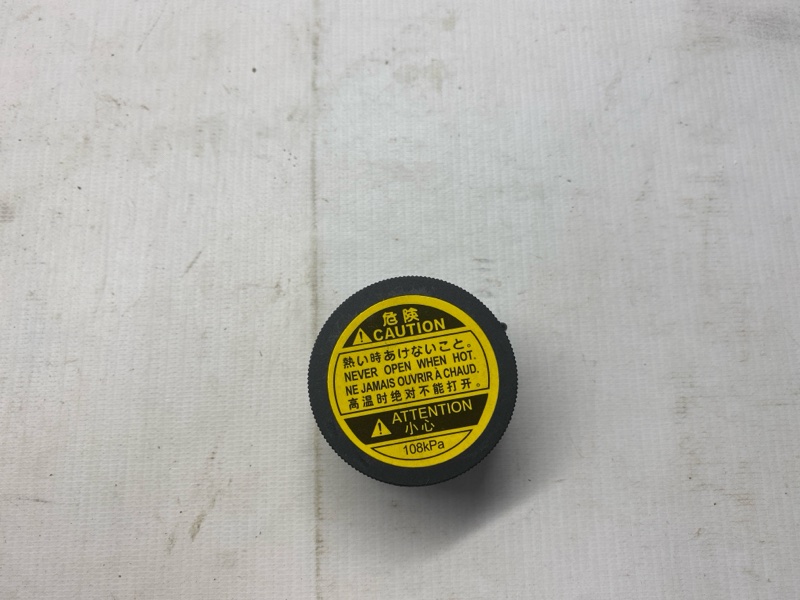 危険
CAUTION
熱い時あけないこと。
NEVER OPEN WHEN HOT.
NE JAMAIS OUVRIR À CHAUD.
高温时绝对不能打开。
ATTENTION
小心
108kPa